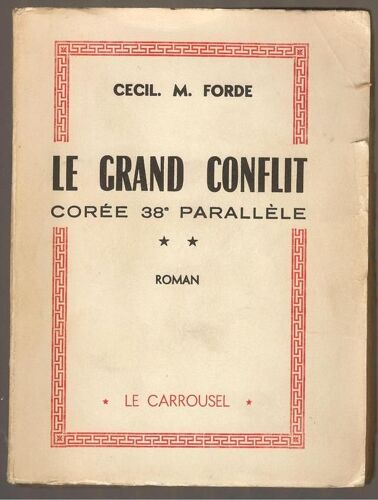 CECIL. M. FORDE
LE GRAND CONFLIT
CORÉE 38e PARALLÈLE
★ ★
ROMAN
★ LE CARROUSEL ★